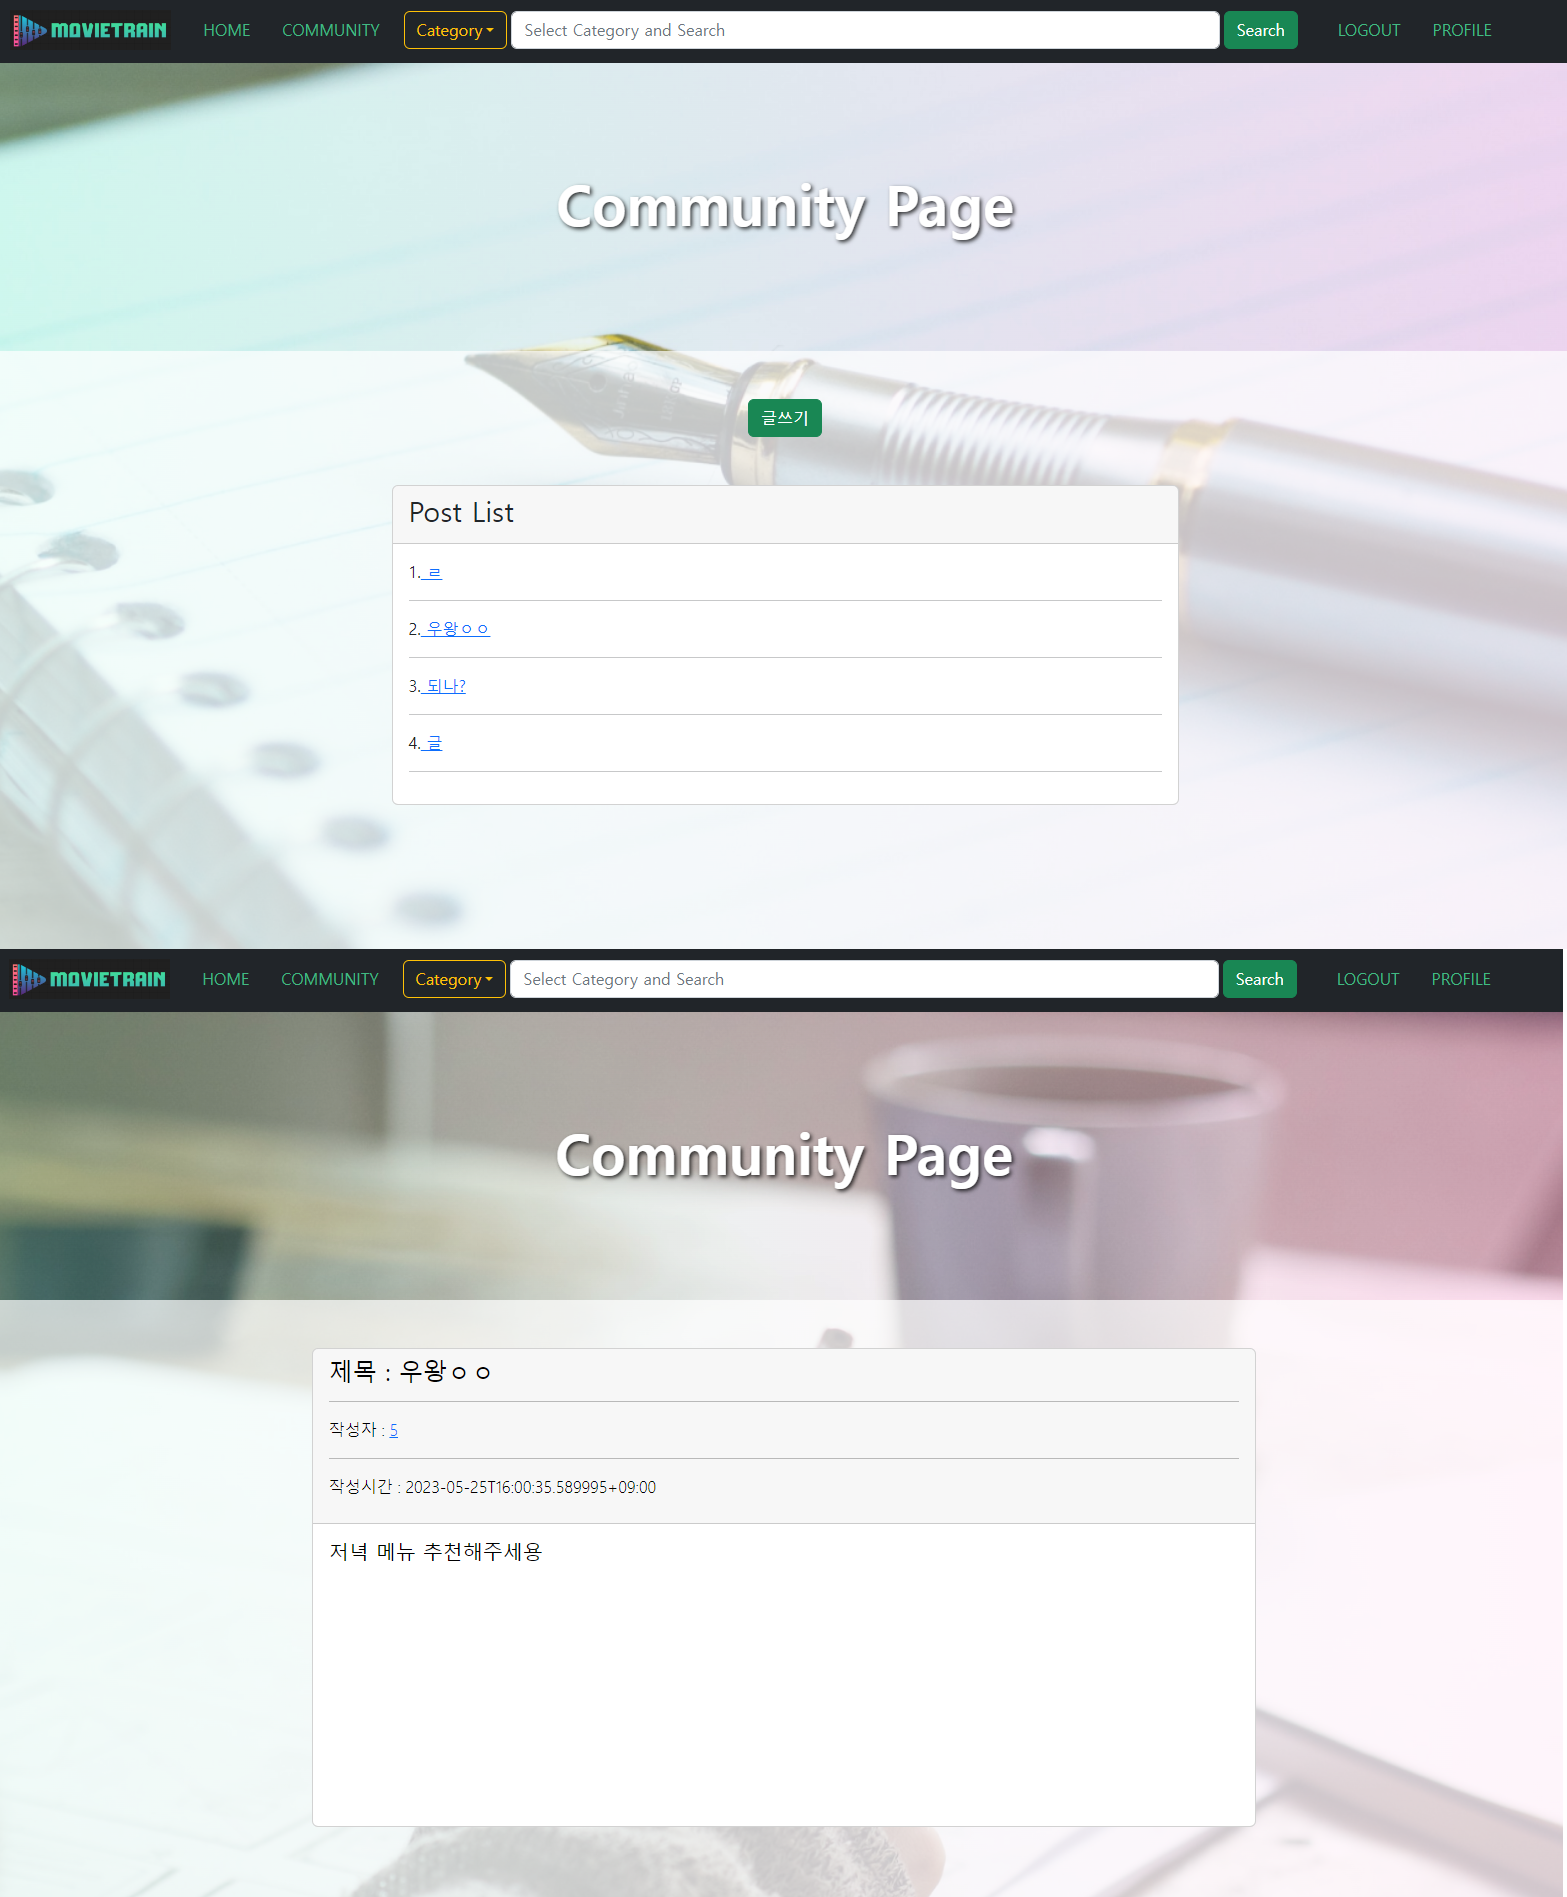 MOVIETRAIN HOME COMMUNITY Category Select Category and Search Search LOGOUT PROFILE
Community Page
글쓰기
Post List
1. ㄹ
2. 우왕ㅇㅇ
3. 되나?
4. 글
MOVIETRAIN HOME COMMUNITY Category Select Category and Search Search LOGOUT PROFILE
Community Page
제목 : 우왕ㅇㅇ
작성자 : 5
작성시간 : 2023-05-25T16:00:35.589995+09:00
저녁 메뉴 추천해주세용